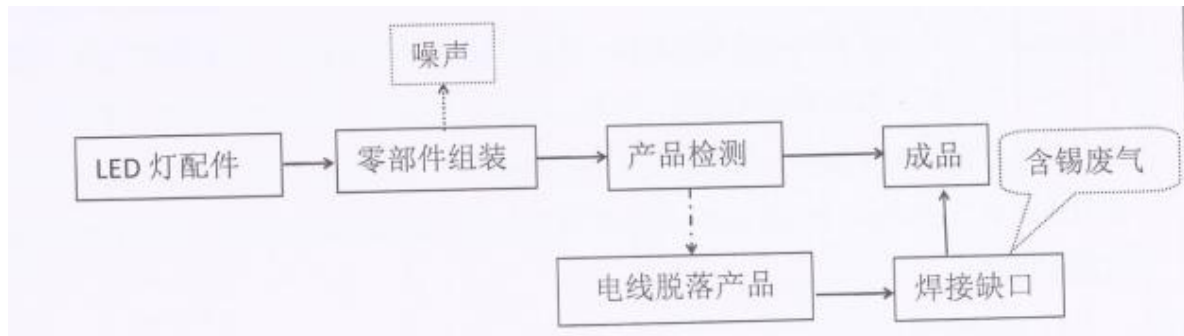 噪声
LED 灯配件
零部件组装
产品检测
成品
含锡废气
电线脱落产品
焊接缺口